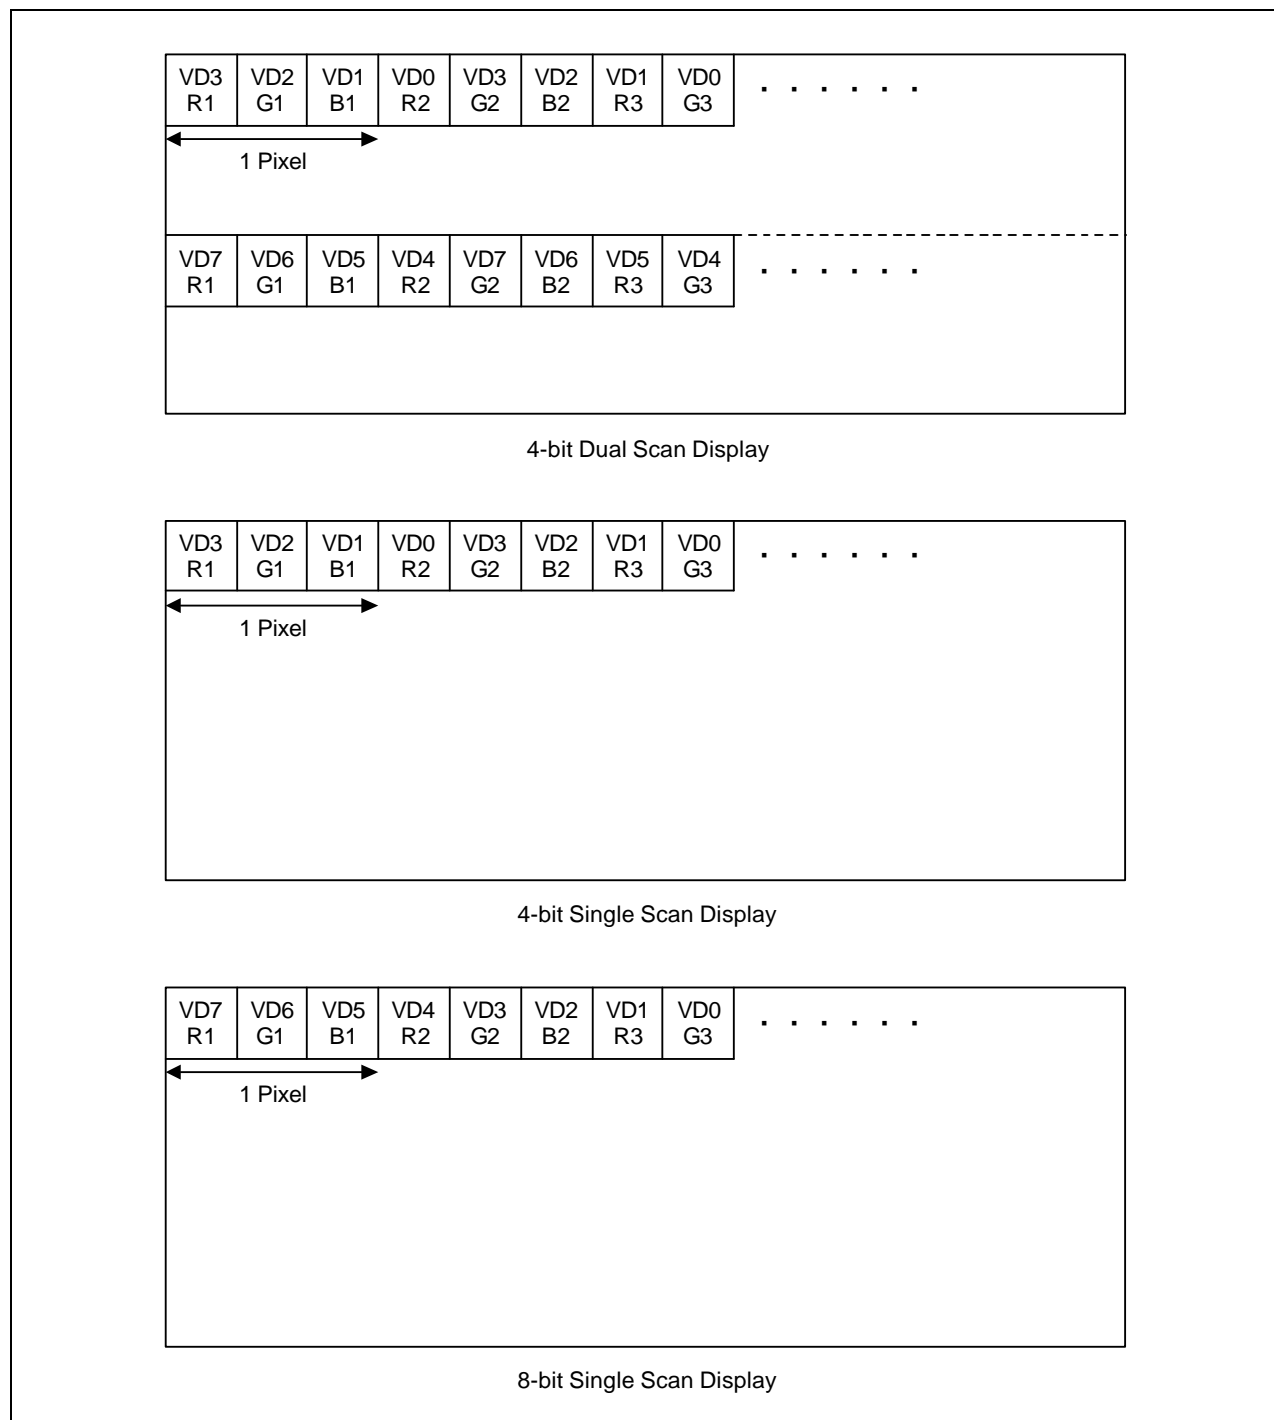 VD3 VD2 VD1 VD0 VD3 VD2 VD1 VD0
R1 G1 B1 R2 G2 B2 R3 G3
1 Pixel
VD7 VD6 VD5 VD4 VD7 VD6 VD5 VD4
R1 G1 B1 R2 G2 B2 R3 G3
4-bit Dual Scan Display
VD3 VD2 VD1 VD0 VD3 VD2 VD1 VD0
R1 G1 B1 R2 G2 B2 R3 G3
1 Pixel
4-bit Single Scan Display
VD7 VD6 VD5 VD4 VD3 VD2 VD1 VD0
R1 G1 B1 R2 G2 B2 R3 G3
1 Pixel
8-bit Single Scan Display